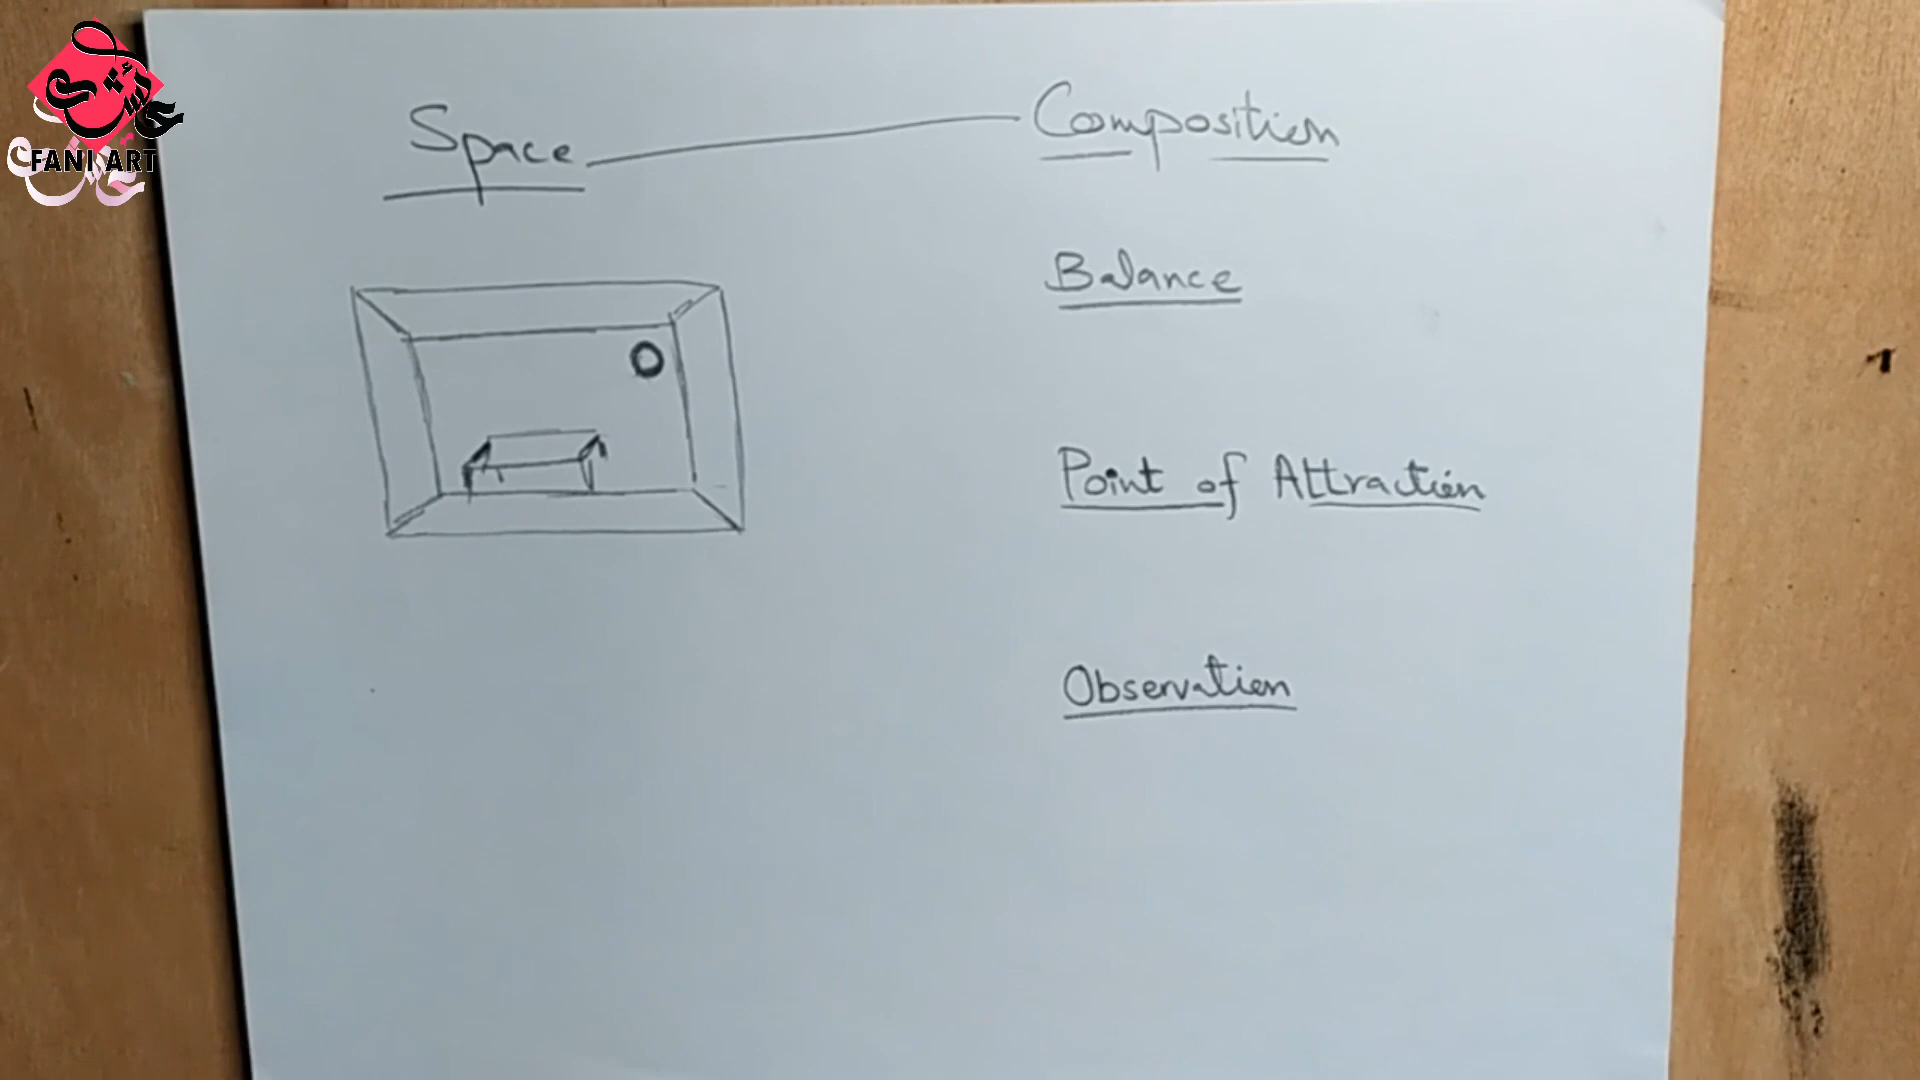 FANI ART
Space
Composition
Balance
Point of Attraction
Observation